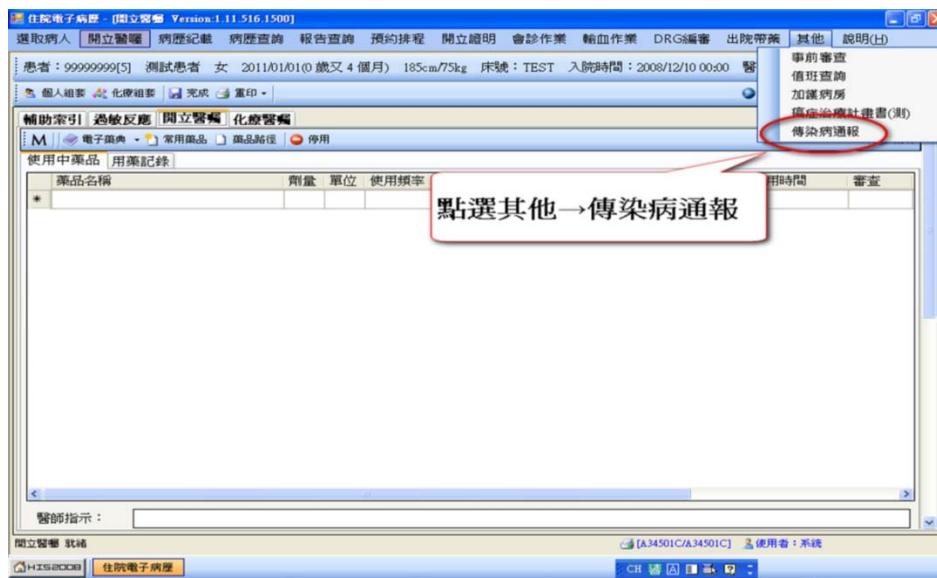 住院電子病歷 - [開立醫囑 Version:1.11.516.1500]
選取病人 開立醫囑 病歷紀載 病歷查詢 報告查詢 預約排程 開立證明 會診作業 輸血作業 DRG編審 出院帶藥 其他 說明(H)
事前審查
患者：99999999[5] 測試患者 女 2011/01/01(0 歲又 4 個月) 185cm/75kg 床號：TEST 入院時間：2008/12/10 00:00 醫
值班查詢
個人組套 化療組套 完成 重印
加護病房
癌症治療計畫書(測)
輔助索引 過敏反應 開立醫囑 化療醫囑
傳染病通報
M 電子藥典 常用藥品 藥品路徑 停用
使用中藥品 用藥記錄
藥品名稱 劑量 單位 使用頻率 用時間 審查
點選其他→傳染病通報
醫師指示：
開立醫囑 就緒 [A34501C/A34501C] 使用者：系統
HIS2008 住院電子病歷 CH